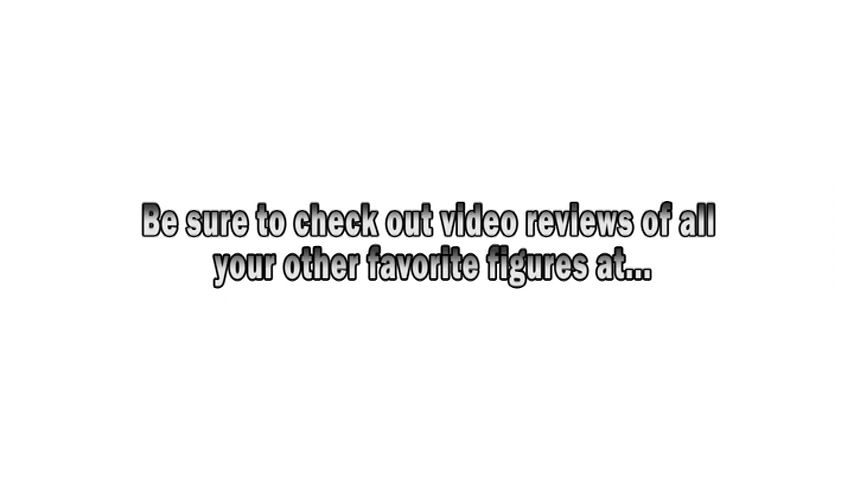 Be sure to check out video reviews of all
your other favorite figures at...